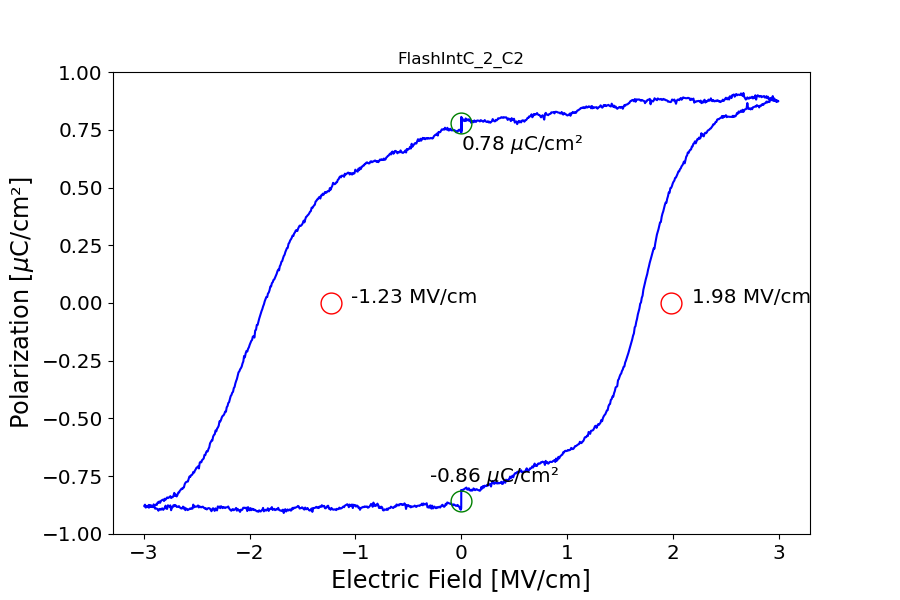 FlashIntC_2_C2
1.00
0.75
0.50
0.25
0.00
−0.25
−0.50
−0.75
−1.00
Polarization [μC/cm²]
0.78 μC/cm²
-1.23 MV/cm
1.98 MV/cm
-0.86 μC/cm²
−3
−2
−1
0
1
2
3
Electric Field [MV/cm]